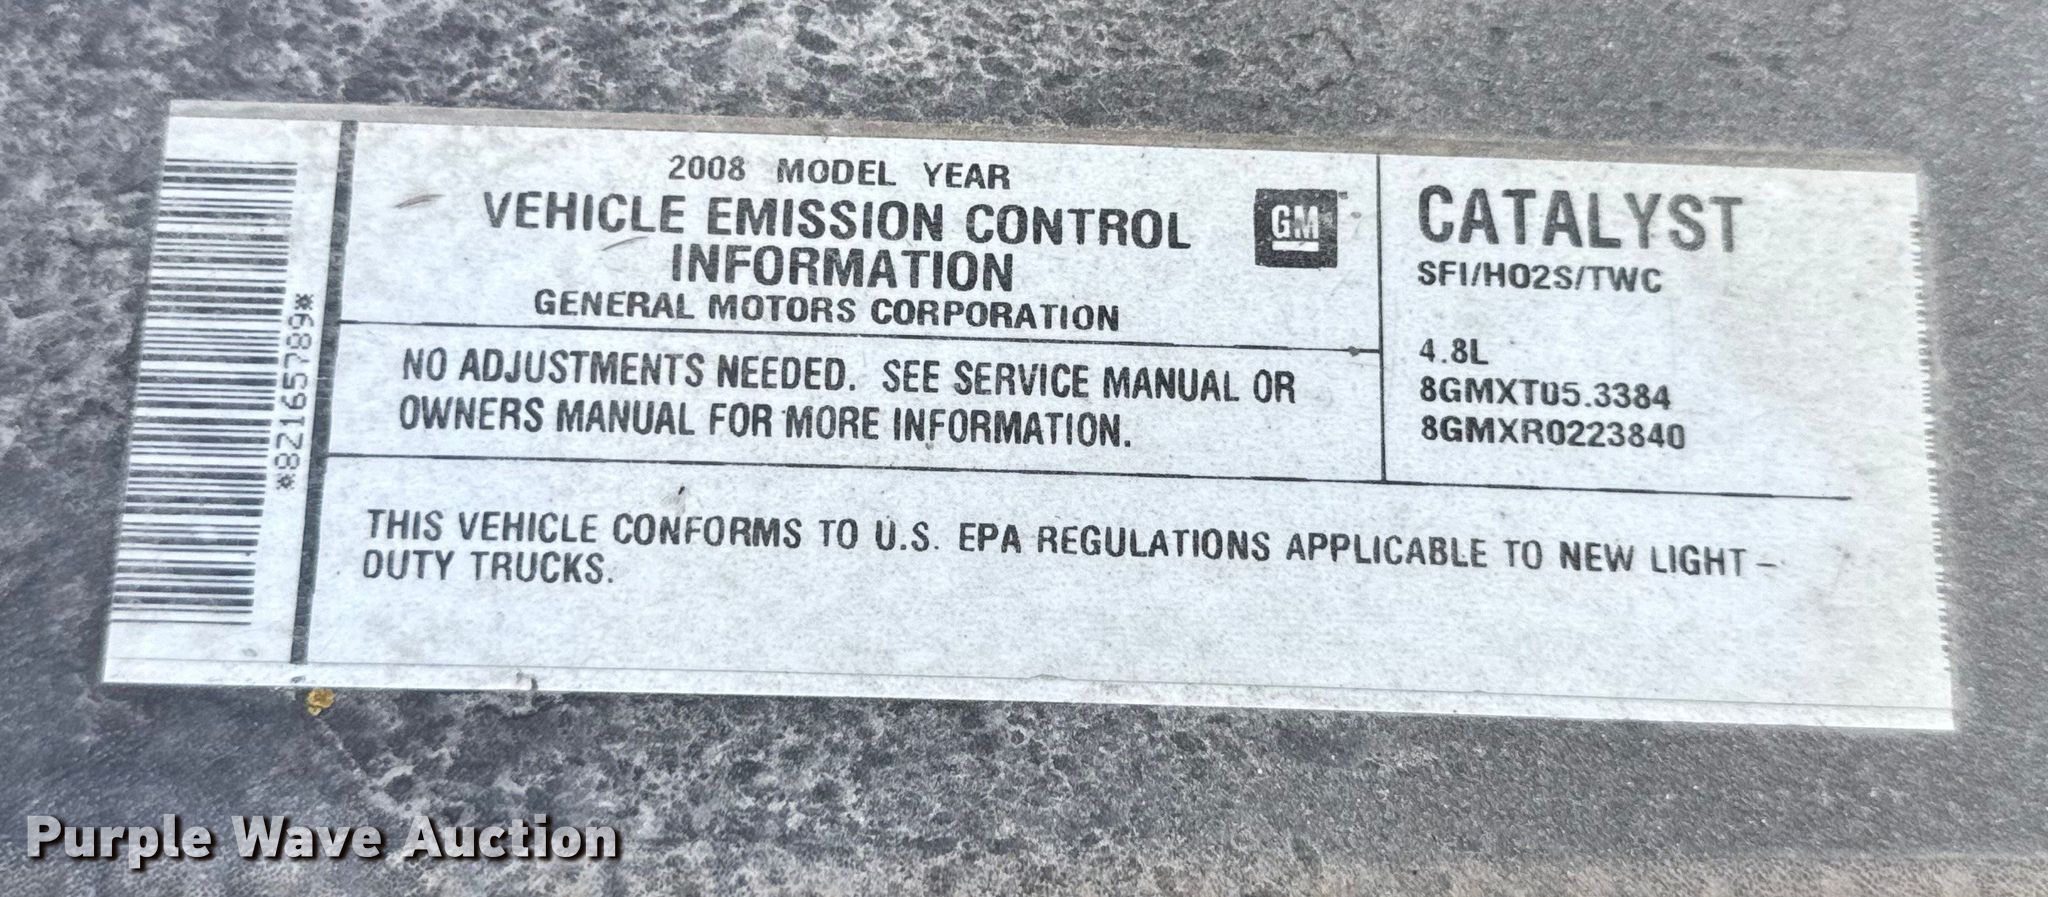 *82165789*
2008 MODEL YEAR
VEHICLE EMISSION CONTROL
INFORMATION
GENERAL MOTORS CORPORATION
GM
NO ADJUSTMENTS NEEDED. SEE SERVICE MANUAL OR
OWNERS MANUAL FOR MORE INFORMATION.
CATALYST
SFI/HO2S/TWC
4.8L
8GMXT05.3384
8GMXR0223840
THIS VEHICLE CONFORMS TO U.S. EPA REGULATIONS APPLICABLE TO NEW LIGHT-
DUTY TRUCKS.
Purple Wave Auction